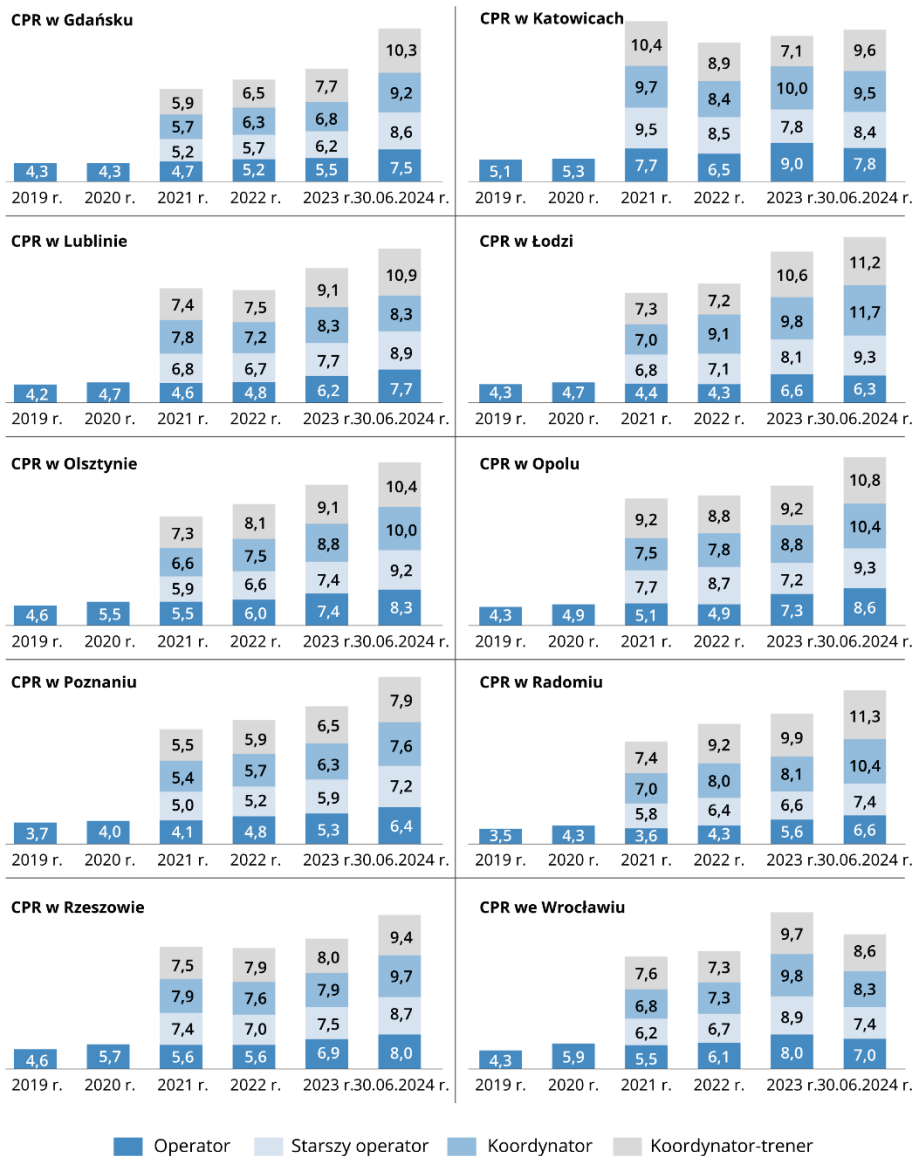 CPR w Gdańsku
10,3
7,7
9,2
6,5
5,9
6,8
6,3
5,7
8,6
6,2
5,7
5,2
4,3 4,3 4,7 5,2 5,5 7,5
2019 r. 2020 r. 2021 r. 2022 r. 2023 r. 30.06.2024 r.
CPR w Katowicach
10,4 8,9 7,1 9,6
9,7 8,4 10,0 9,5
9,5 8,5 7,8 8,4
5,1 5,3 7,7 6,5 9,0 7,8
2019 r. 2020 r. 2021 r. 2022 r. 2023 r. 30.06.2024 r.
CPR w Lublinie
7,4 7,5 9,1 10,9
7,8 7,2 8,3 8,3
6,8 6,7 7,7 8,9
4,2 4,7 4,6 4,8 6,2 7,7
2019 r. 2020 r. 2021 r. 2022 r. 2023 r. 30.06.2024 r.
CPR w Łodzi
7,3 7,2 10,6 11,2
7,0 9,1 9,8 11,7
6,8 7,1 8,1 9,3
4,3 4,7 4,4 4,3 6,6 6,3
2019 r. 2020 r. 2021 r. 2022 r. 2023 r. 30.06.2024 r.
CPR w Olsztynie
7,3 8,1 9,1 10,4
6,6 7,5 8,8 10,0
5,9 6,6 7,4 9,2
4,6 5,5 5,5 6,0 7,4 8,3
2019 r. 2020 r. 2021 r. 2022 r. 2023 r. 30.06.2024 r.
CPR w Opolu
9,2 8,8 9,2 10,8
7,5 7,8 8,8 10,4
7,7 8,7 7,2 9,3
4,3 4,9 5,1 4,9 7,3 8,6
2019 r. 2020 r. 2021 r. 2022 r. 2023 r. 30.06.2024 r.
CPR w Poznaniu
5,5 5,9 6,5 7,9
5,4 5,7 6,3 7,6
5,0 5,2 5,9 7,2
3,7 4,0 4,1 4,8 5,3 6,4
2019 r. 2020 r. 2021 r. 2022 r. 2023 r. 30.06.2024 r.
CPR w Radomiu
7,4 9,2 9,9 11,3
7,0 8,0 8,1 10,4
5,8 6,4 6,6 7,4
3,5 4,3 3,6 4,3 5,6 6,6
2019 r. 2020 r. 2021 r. 2022 r. 2023 r. 30.06.2024 r.
CPR w Rzeszowie
7,5 7,9 8,0 9,4
7,9 7,6 7,9 9,7
7,4 7,0 7,5 8,7
4,6 5,7 5,6 5,6 6,9 8,0
2019 r. 2020 r. 2021 r. 2022 r. 2023 r. 30.06.2024 r.
CPR we Wrocławiu
7,6 7,3 9,7 8,6
6,8 7,3 9,8 8,3
6,2 6,7 8,9 7,4
4,3 5,9 5,5 6,1 8,0 7,0
2019 r. 2020 r. 2021 r. 2022 r. 2023 r. 30.06.2024 r.
Operator Starszy operator Koordynator Koordynator-trener